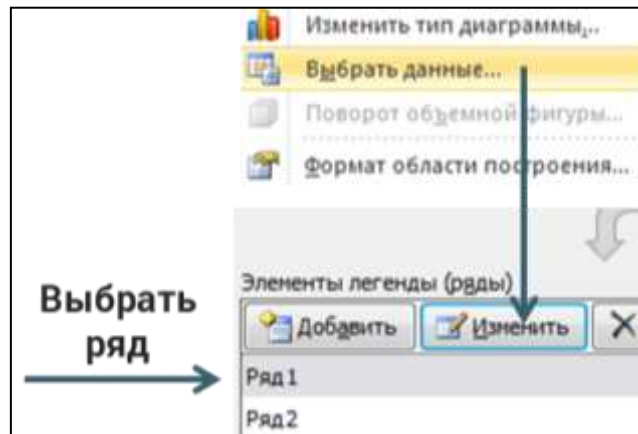 Изменить тип диаграммы...
Выбрать данные...
Поворот объемной фигуры...
Формат области построения...
Элементы легенды (ряды)
Выбрать
ряд
Добавить Изменить
Ряд1
Ряд2